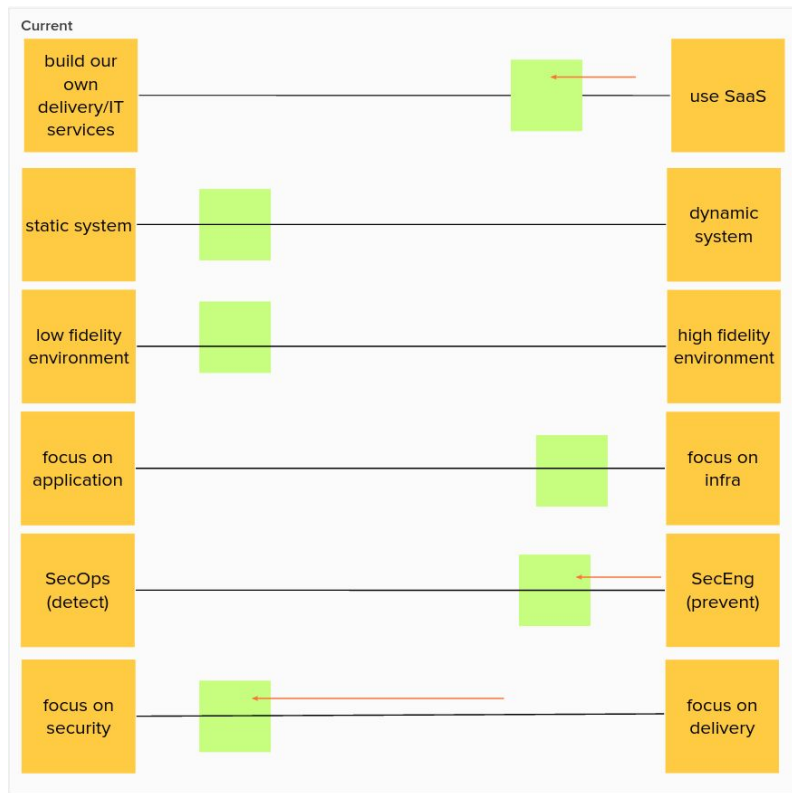 Current
build our
own
delivery/IT
services
use SaaS
static system
dynamic
system
low fidelity
environment
high fidelity
environment
focus on
application
focus on
infra
SecOps
(detect)
SecEng
(prevent)
focus on
security
focus on
delivery